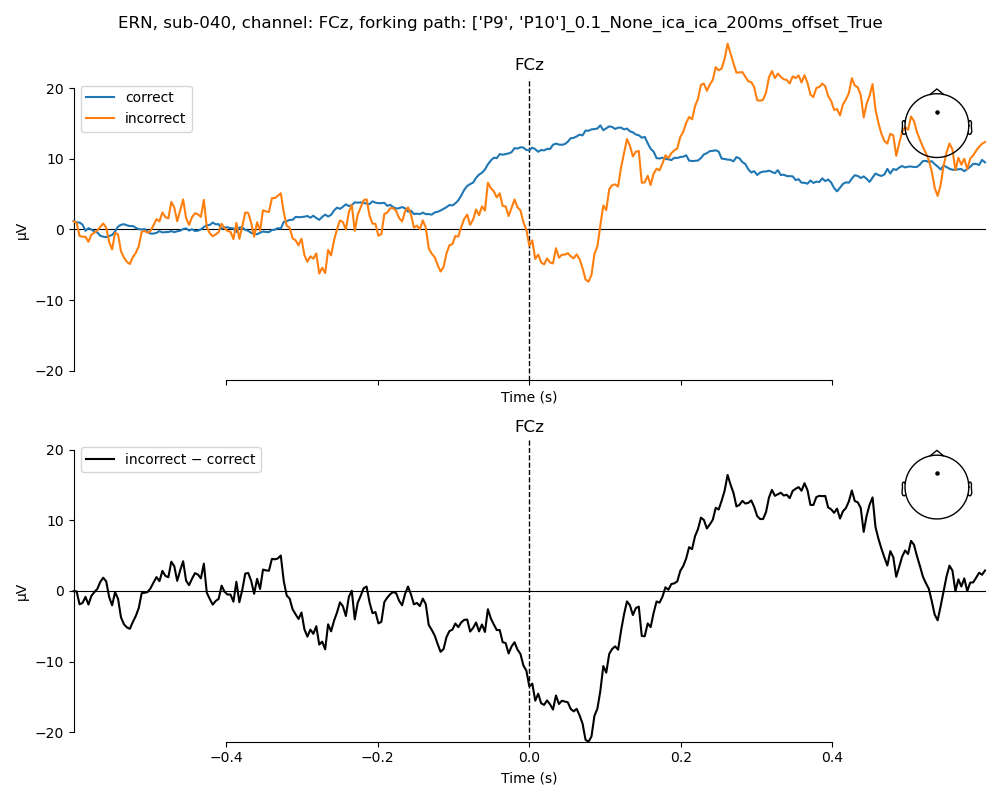 ERN, sub-040, channel: FCz, forking path: ['P9', 'P10']_0.1_None_ica_ica_200ms_offset_True
FCz
correct
incorrect
20
10
0
−10
−20
µV
Time (s)
FCz
incorrect − correct
20
10
0
−10
−20
µV
−0.4
−0.2
0.0
0.2
0.4
Time (s)